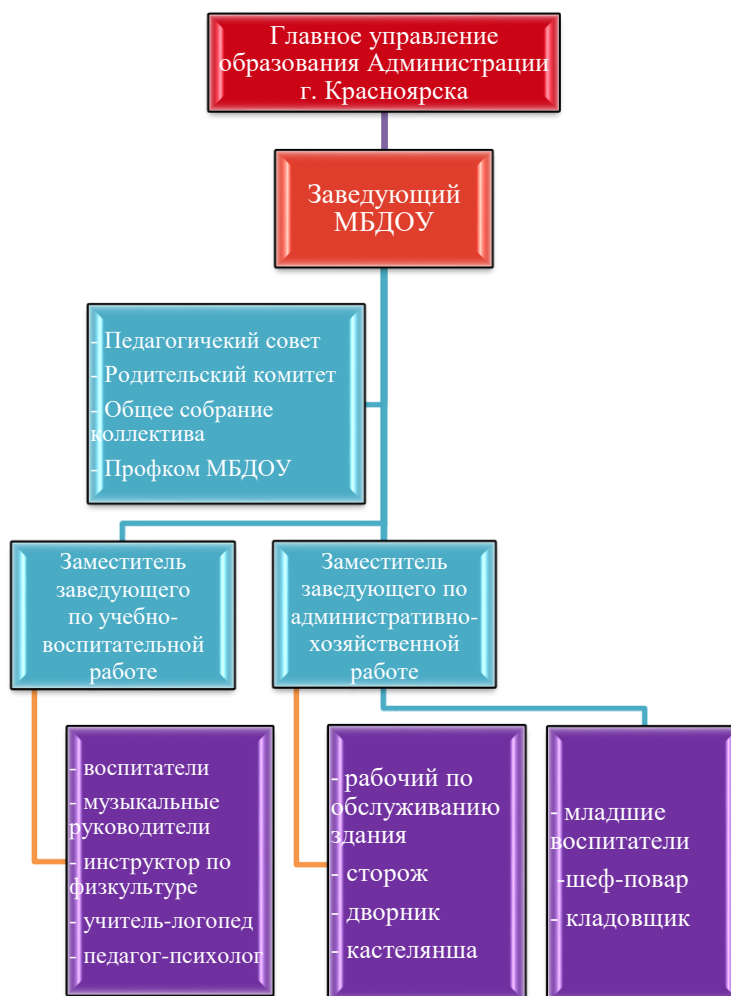 Главное управление
образования Администрации
г. Красноярска
Заведующий
МБДОУ
- Педагогичекий совет
- Родительский комитет
- Общее собрание
коллектива
- Профком МБДОУ
Заместитель
заведующего
по учебно-
воспитательной
работе
Заместитель
заведующего по
административно-
хозяйственной
работе
- воспитатели
- музыкальные
руководители
- инструктор по
физкультуре
- учитель-логопед
- педагог-психолог
- рабочий по
обслуживанию
здания
- сторож
- дворник
- кастелянша
- младшие
воспитатели
-шеф-повар
- кладовщик